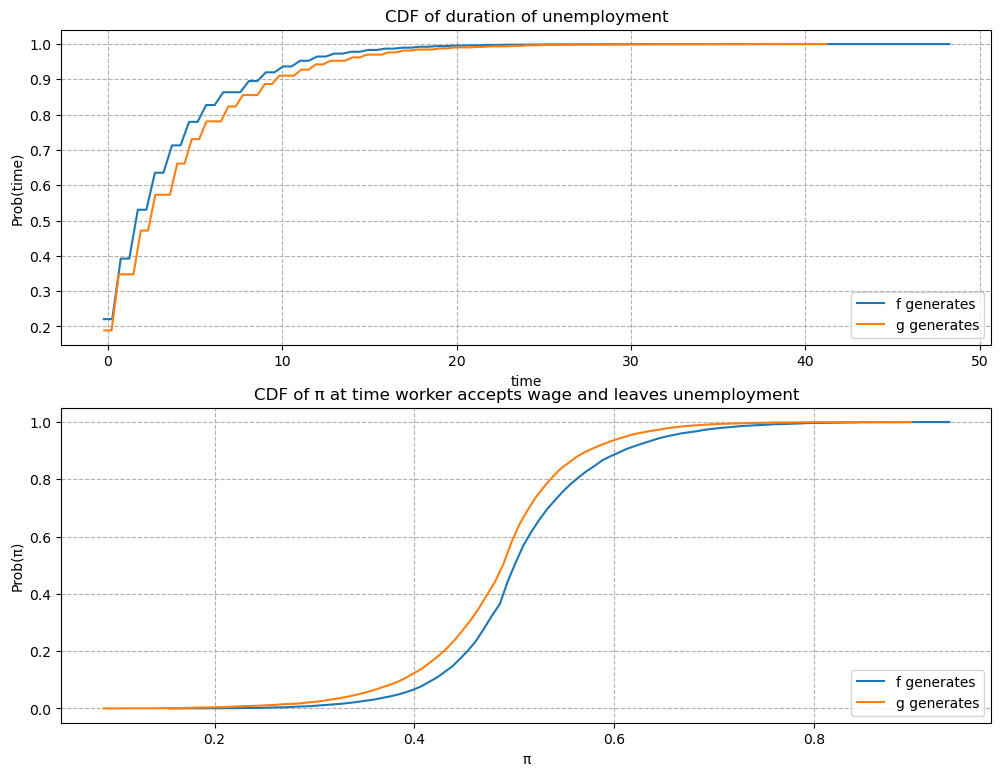 CDF of duration of unemployment
Prob(time)
1.0
0.9
0.8
0.7
0.6
0.5
0.4
0.3
0.2
f generates
g generates
0
10
20
30
40
50
time
CDF of π at time worker accepts wage and leaves unemployment
Prob(π)
1.0
0.8
0.6
0.4
0.2
0.0
f generates
g generates
0.2
0.4
0.6
0.8
π